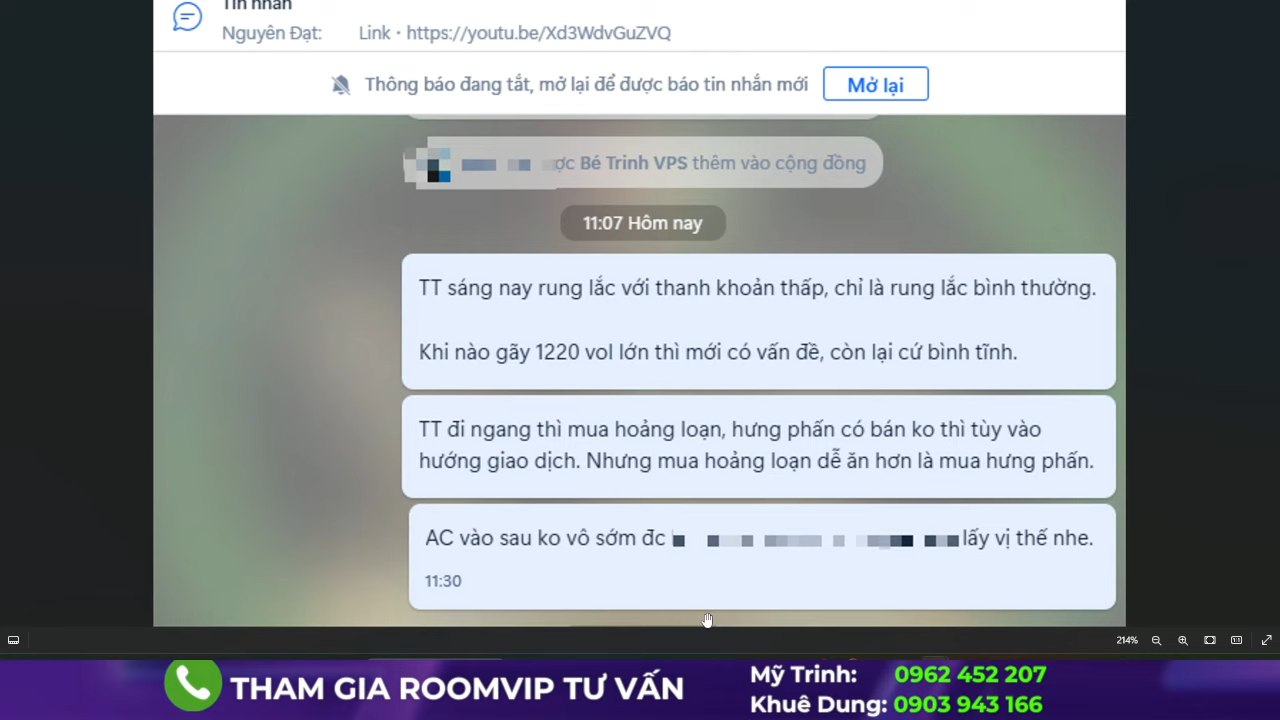 Tin nhắn
Nguyên Đạt: Link · https://youtu.be/Xd3WdvGuZVQ
Thông báo đang tắt, mở lại để được báo tin nhắn mới
Mở lại
Bé Trinh VPS thêm vào cộng đồng
11:07 Hôm nay
TT sáng nay rung lắc với thanh khoản thấp, chỉ là rung lắc bình thường.
Khi nào gãy 1220 vol lớn thì mới có vấn đề, còn lại cứ bình tĩnh.
TT đi ngang thì mua hoảng loạn, hưng phấn có bán ko thì tùy vào
hướng giao dịch. Nhưng mua hoảng loạn dễ ăn hơn là mua hưng phấn.
AC vào sau ko vô sớm đc lấy vị thế nhe.
11:30
214%
THAM GIA ROOMVIP TƯ VẤN
Mỹ Trinh: 0962 452 207
Khuê Dung: 0903 943 166